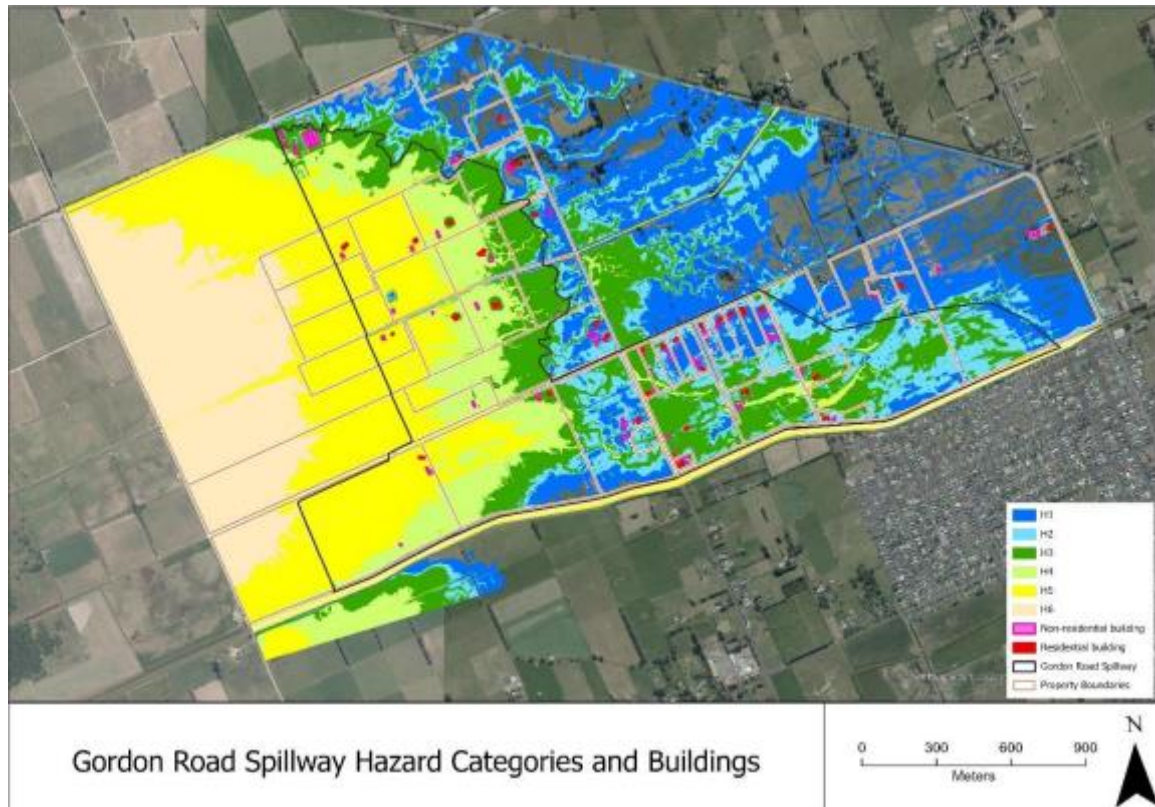 H1
H2
H3
H4
H5
H6
Non-residential building
Residential building
Gordon Road Spillway
Property Boundaries
Gordon Road Spillway Hazard Categories and Buildings
0 300 600 900
Meters
N